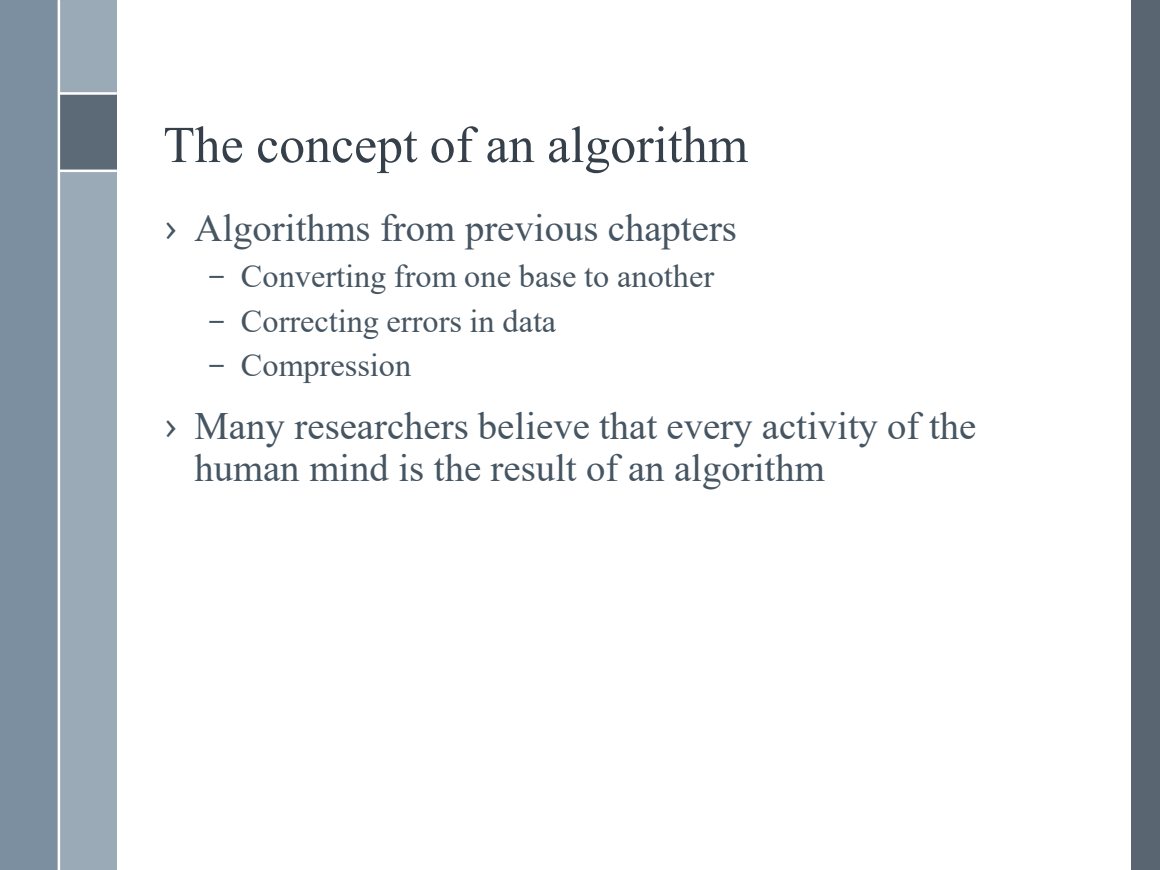 The concept of an algorithm
› Algorithms from previous chapters
– Converting from one base to another
– Correcting errors in data
– Compression
› Many researchers believe that every activity of the
human mind is the result of an algorithm